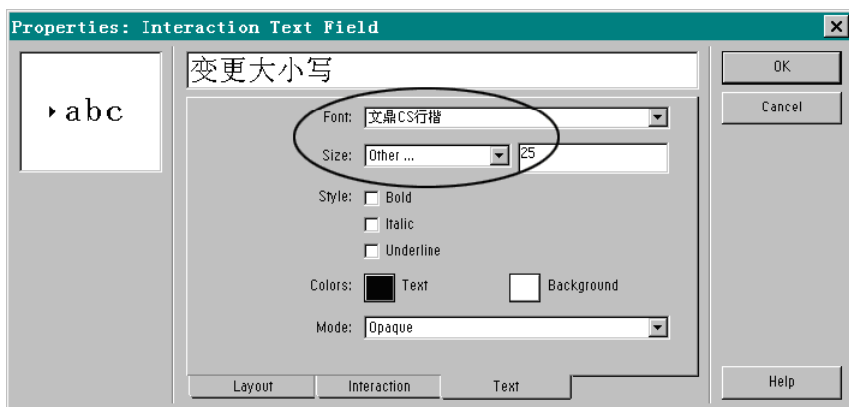 Properties: Interaction Text Field
变更大小写
OK
abc
Font: 文鼎CS行楷
Cancel
Size: Other ... 25
Style: Bold
Italic
Underline
Colors: Text Background
Mode: Opaque
Layout Interaction Text
Help